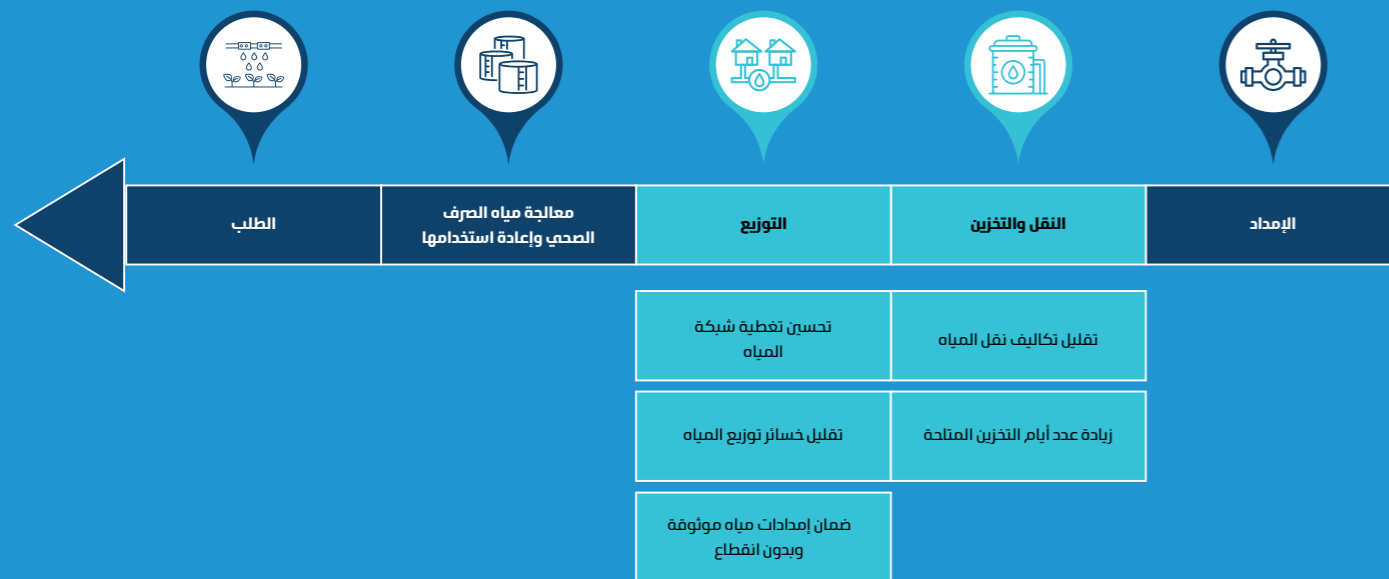 الإمداد
النقل والتخزين
التوزيع
معالجة مياه الصرف
الصحي وإعادة استخدامها
الطلب
تقليل تكاليف نقل المياه
تحسين تغطية شبكة
المياه
زيادة عدد أيام التخزين المتاحة
تقليل خسائر توزيع المياه
ضمان إمدادات مياه موثوقة
وبدون انقطاع